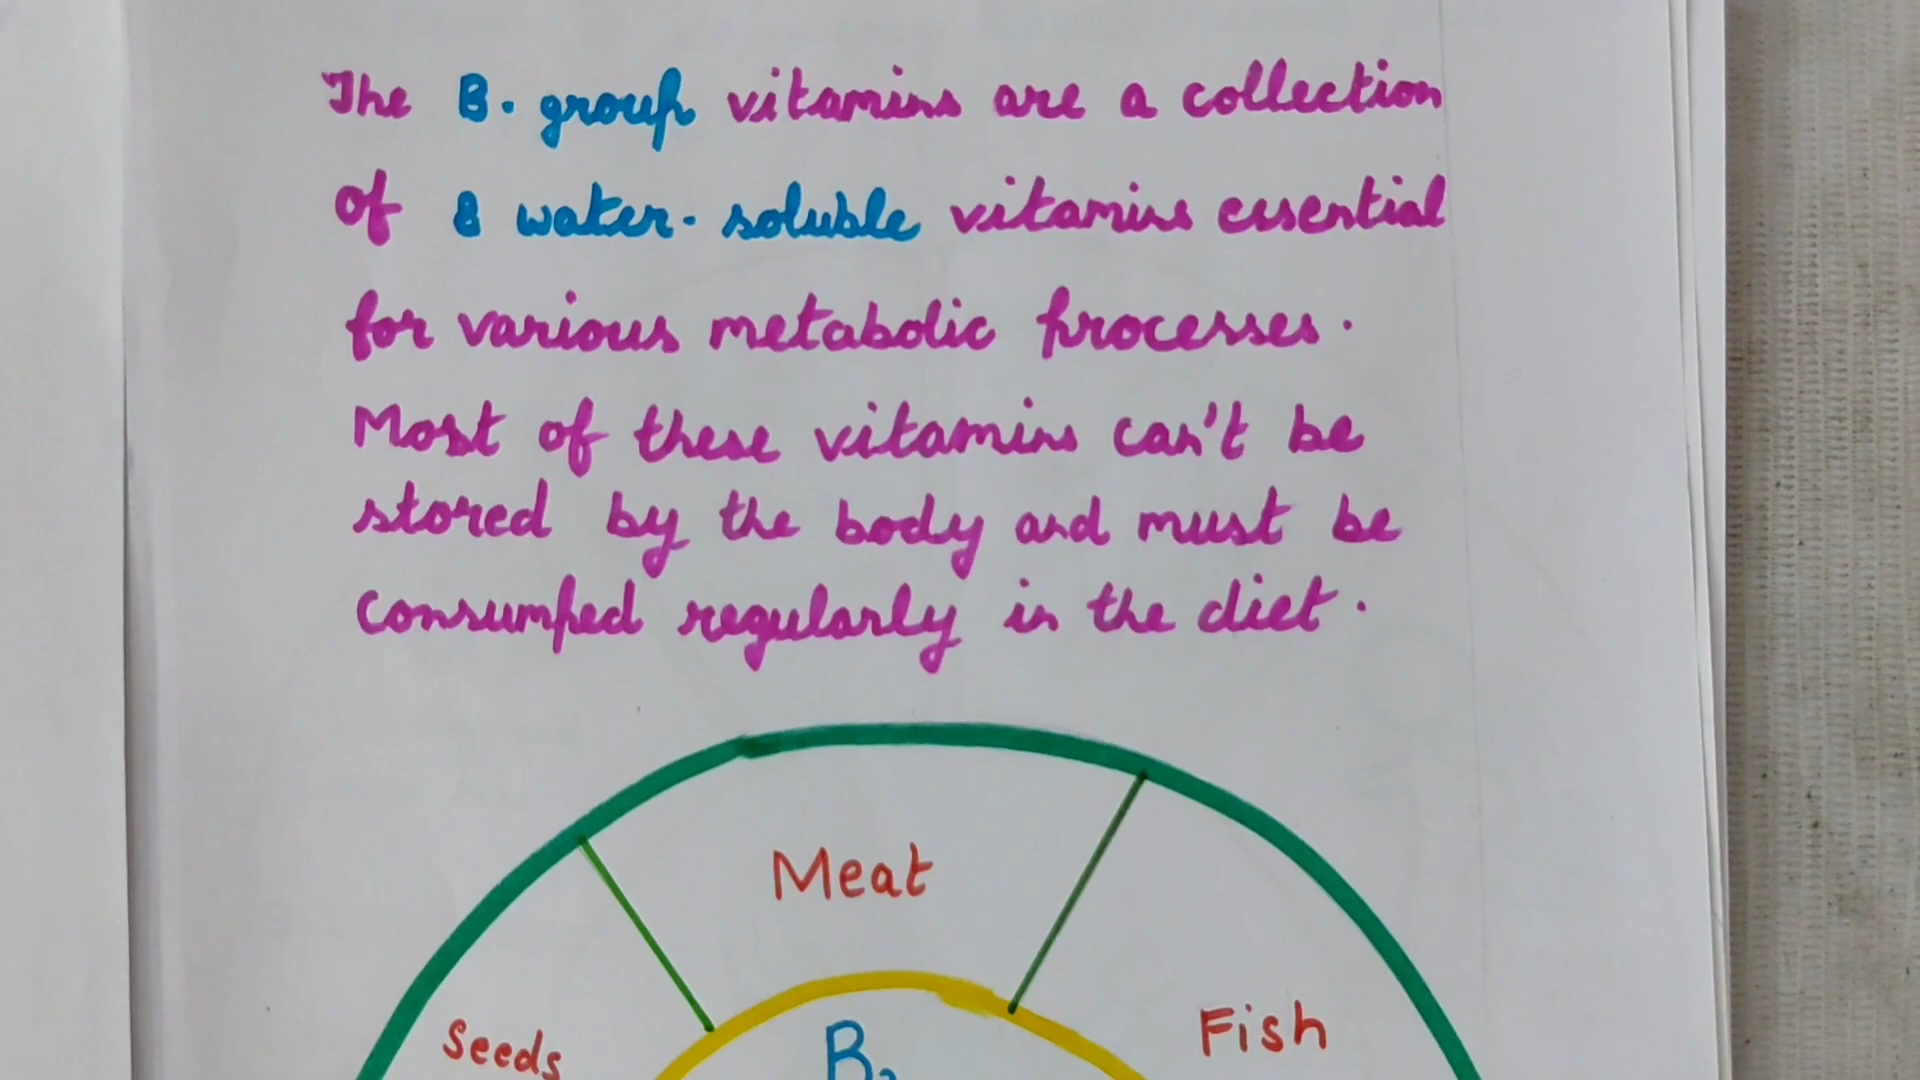 The B. group vitamins are a collection
of 8 water-soluble vitamins essential
for various metabolic processes.
Most of these vitamins can't be
stored by the body and must be
consumped regularly in the diet.
Meat
Seeds
Fish
B